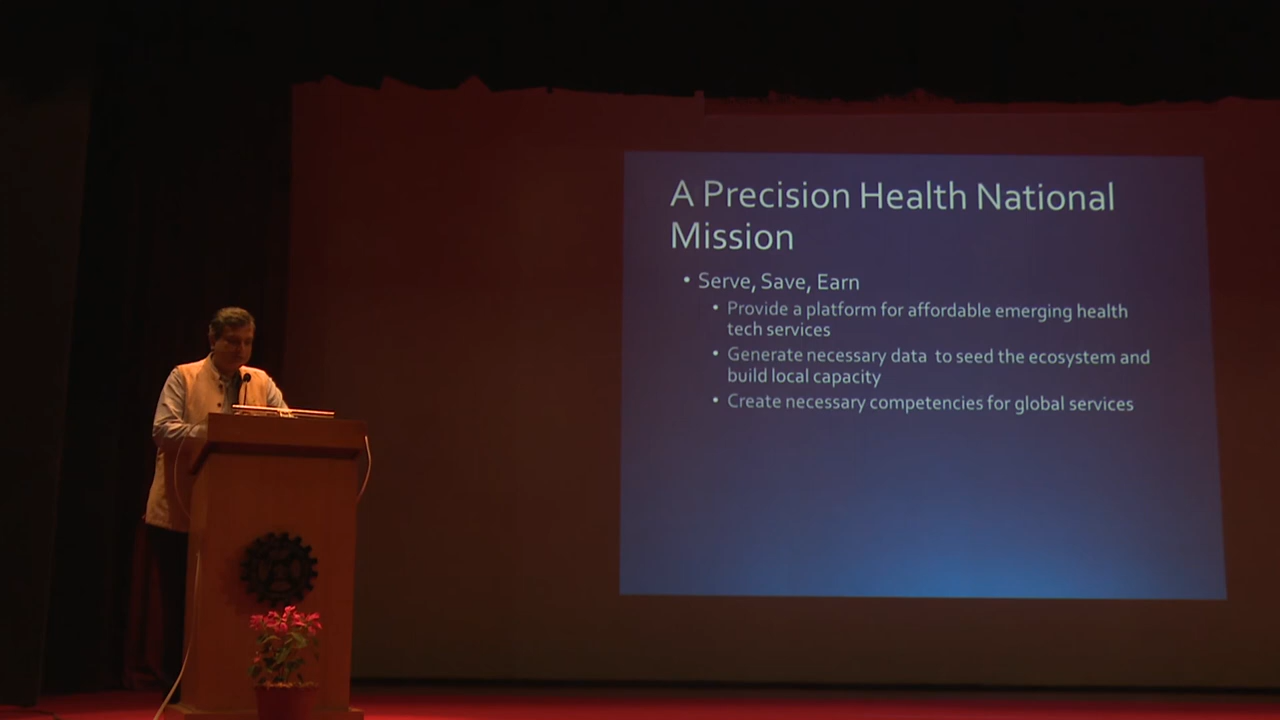 A Precision Health National
Mission
• Serve, Save, Earn
• Provide a platform for affordable emerging health
tech services
• Generate necessary data to seed the ecosystem and
build local capacity
• Create necessary competencies for global services